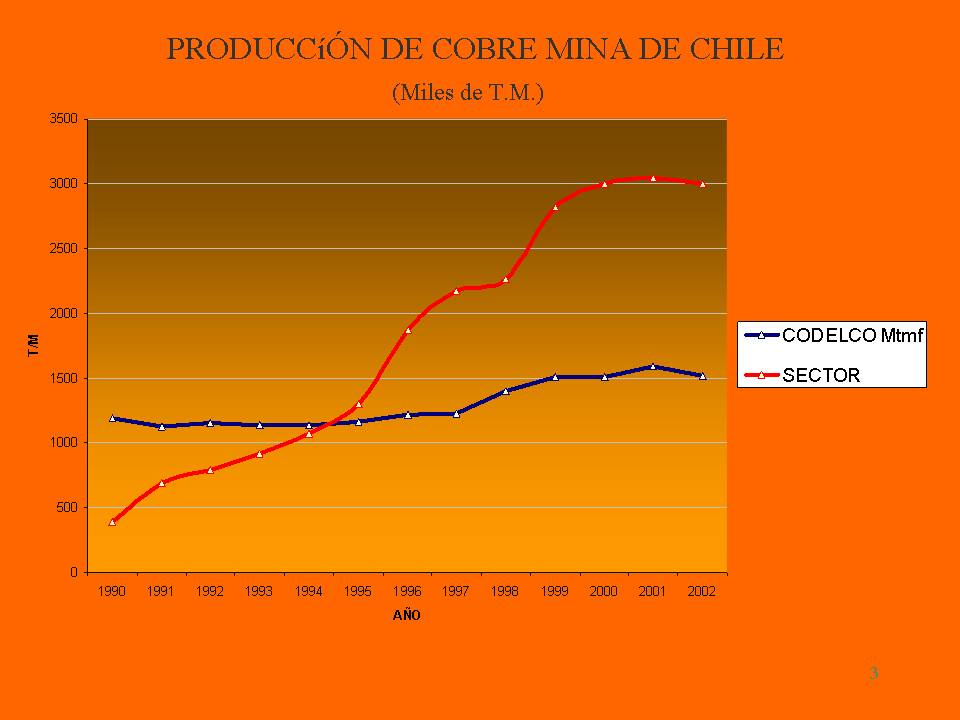 PRODUCCíÓN DE COBRE MINA DE CHILE
(Miles de T.M.)
3500
3000
2500
2000
1500
1000
500
0
T/M
1990 1991 1992 1993 1994 1995 1996 1997 1998 1999 2000 2001 2002
AÑO
CODELCO Mtmf
SECTOR
3